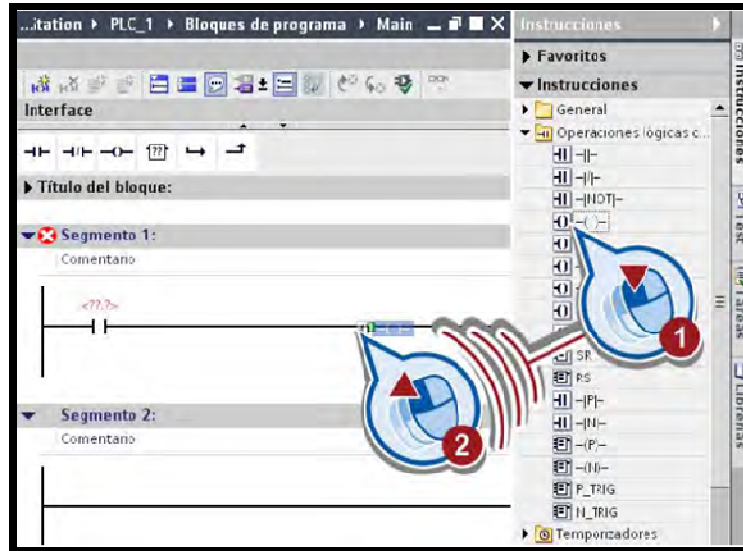 ...itation ▸ PLC_1 ▸ Bloques de programa ▸ Main
Interface
Título del bloque:
Segmento 1:
Comentario
<??.?>
2
Segmento 2:
Comentario
Instrucciones
Favoritos
Instrucciones
General
Operaciones lógicas c...
-||-
-|/|-
-|NOT|-
-( )-
1
SR
RS
-|P|-
-|N|-
-(P)-
-(N)-
P_TRIG
N_TRIG
Temporizadores
Instrucciones
Test
Tareas
Librerías